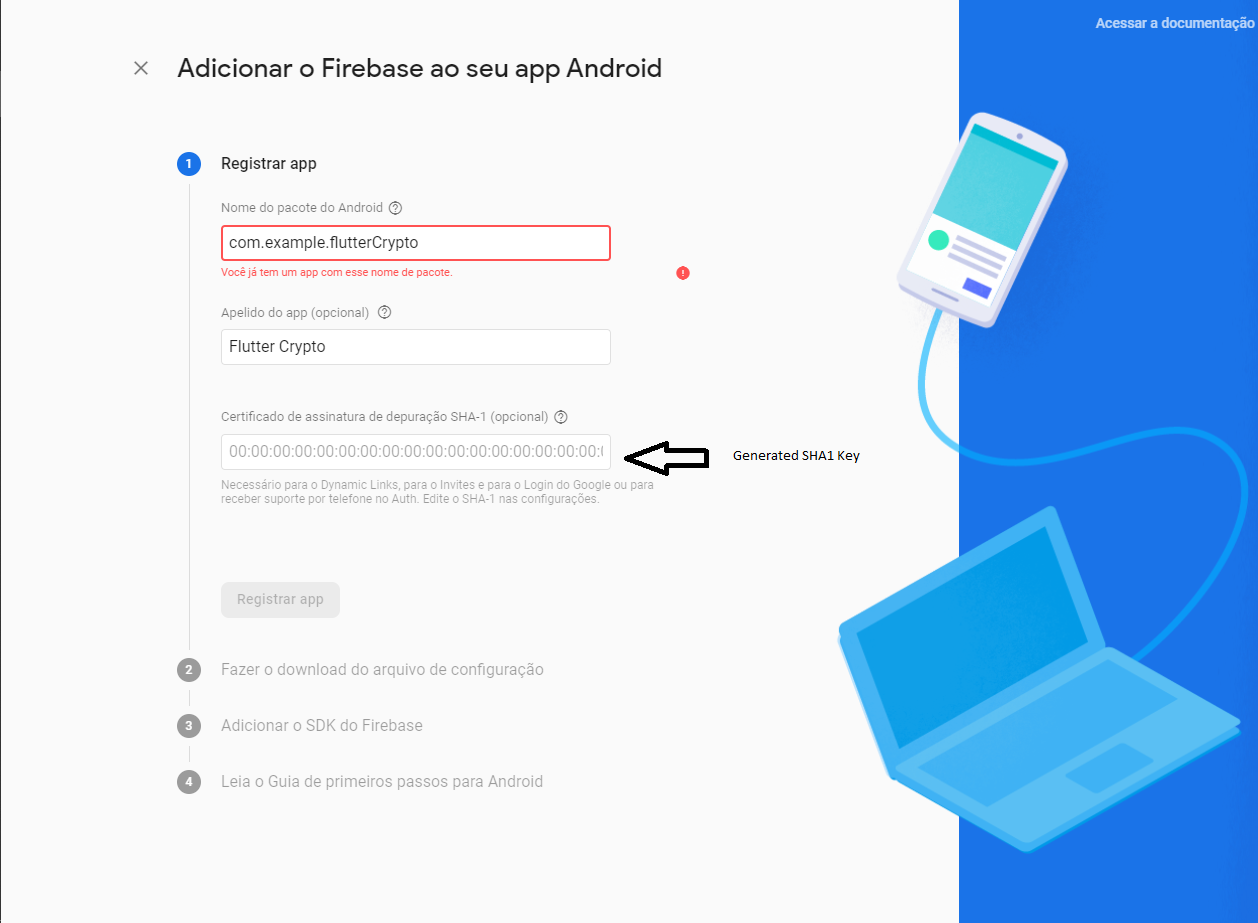 Acessar a documentação
Adicionar o Firebase ao seu app Android
1 Registrar app
Nome do pacote do Android
com.example.flutterCrypto
Você já tem um app com esse nome de pacote.
Apelido do app (opcional)
Flutter Crypto
Certificado de assinatura de depuração SHA-1 (opcional)
00:00:00:00:00:00:00:00:00:00:00:00:00:00:00:00:00:
Generated SHA1 Key
Necessário para o Dynamic Links, para o Invites e para o Login do Google ou para
receber suporte por telefone no Auth. Edite o SHA-1 nas configurações.
Registrar app
2 Fazer o download do arquivo de configuração
3 Adicionar o SDK do Firebase
4 Leia o Guia de primeiros passos para Android